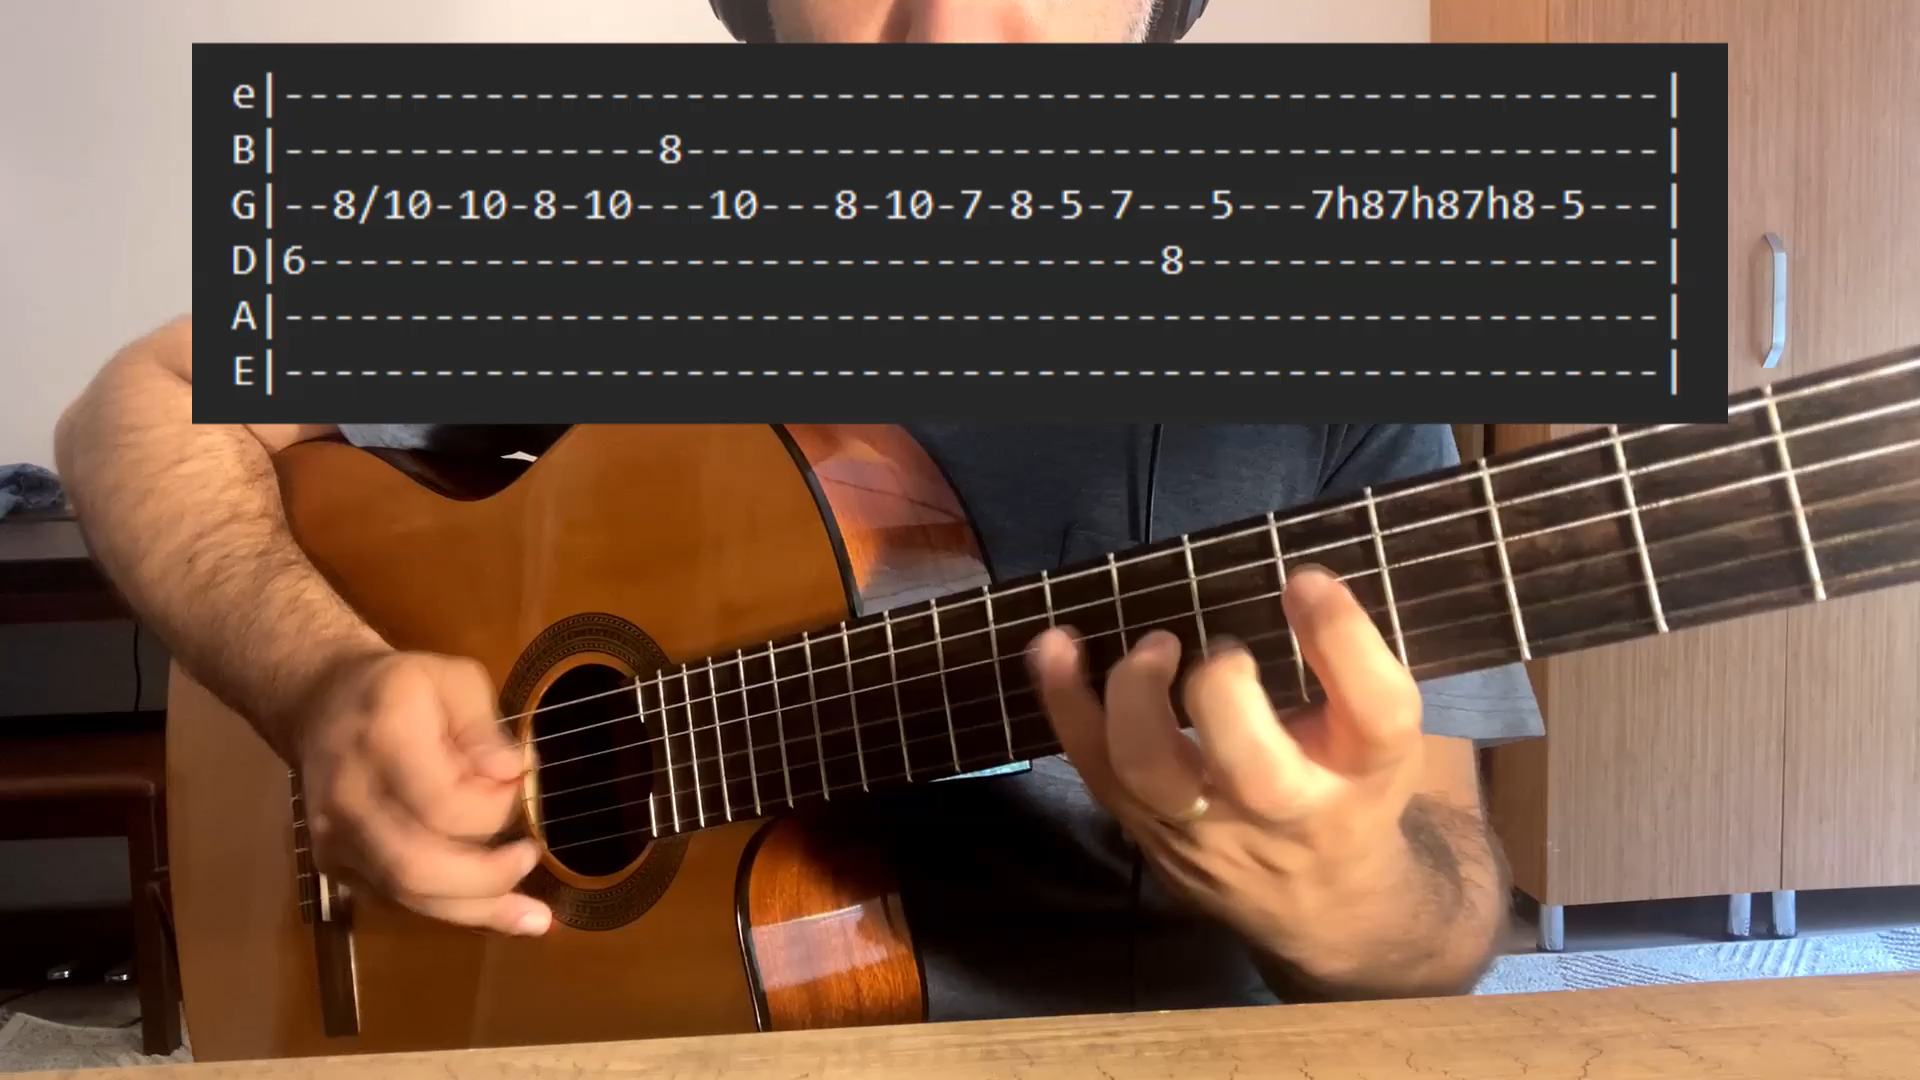 e|-------------------------------------------------------|
B|---------------8---------------------------------------|
G|--8/10-10-8-10---10---8-10-7-8-5-7---5---7h87h87h8-5---|
D|6----------------------------------8-------------------|
A|-------------------------------------------------------|
E|-------------------------------------------------------|